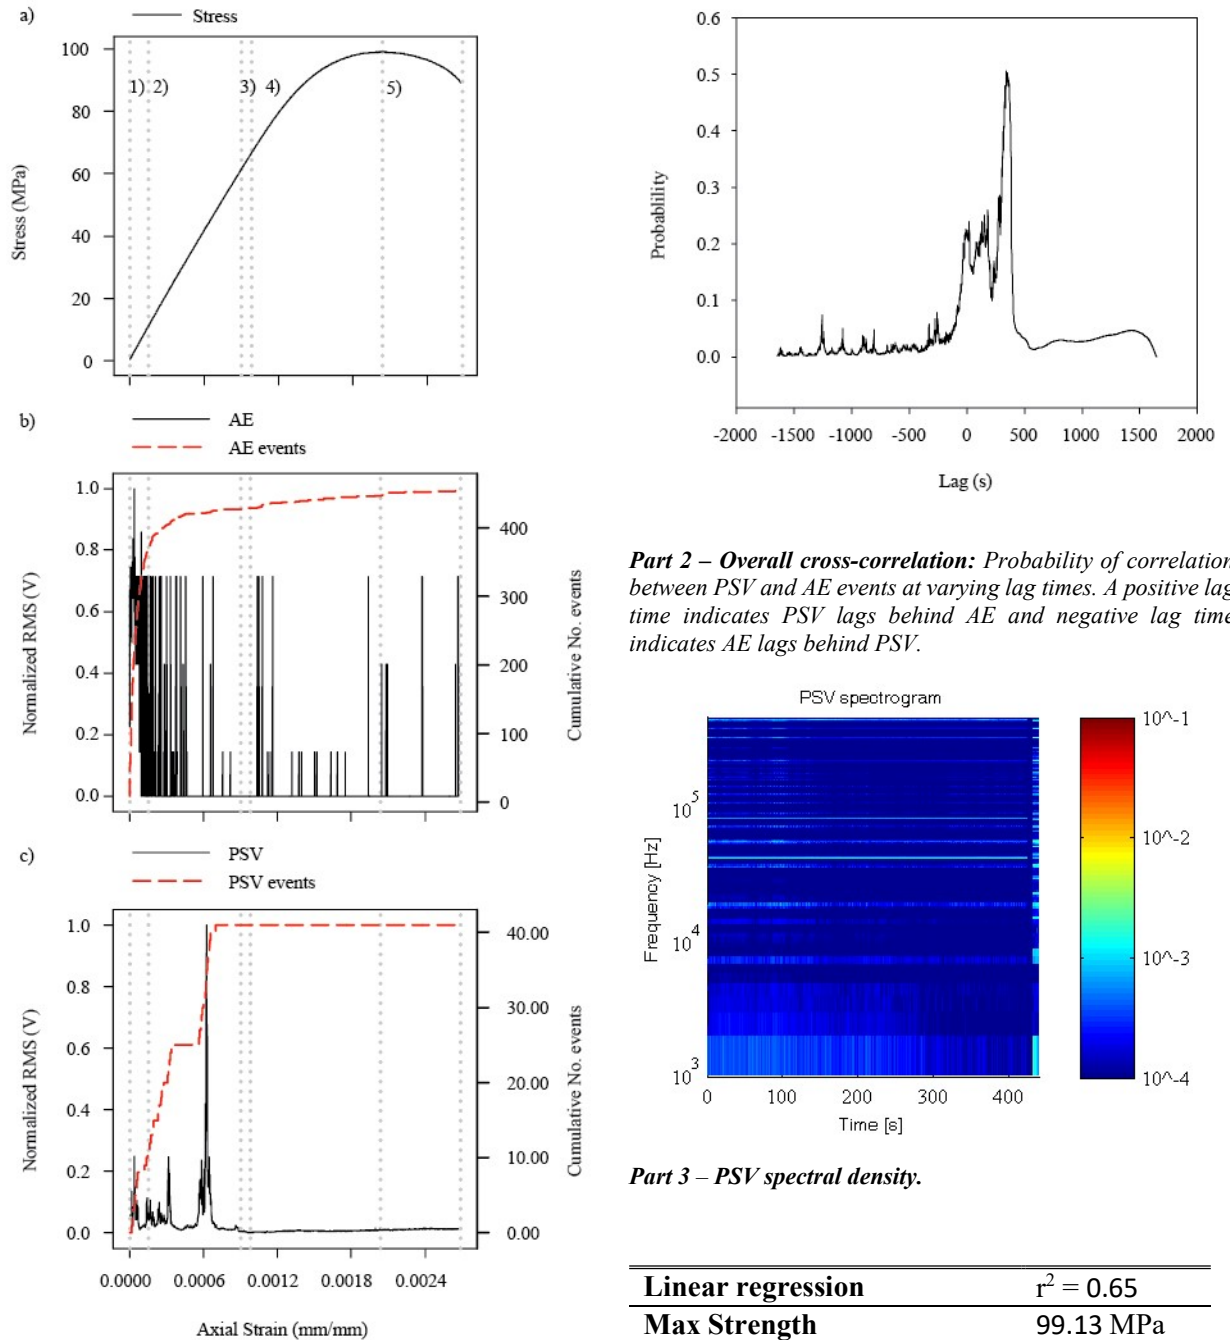 a)
Stress
100
80
60
40
20
0
Stress (MPa)
1) 2) 3) 4) 5)
b)
AE
AE events
1.0
0.8
0.6
0.4
0.2
0.0
Normalized RMS (V)
400
300
200
100
0
Cumulative No. events
c)
PSV
PSV events
1.0
0.8
0.6
0.4
0.2
0.0
Normalized RMS (V)
40.00
30.00
20.00
10.00
0.00
Cumulative No. events
0.0000 0.0006 0.0012 0.0018 0.0024
Axial Strain (mm/mm)
0.6
0.5
0.4
0.3
0.2
0.1
0.0
Probablility
-2000 -1500 -1000 -500 0 500 1000 1500 2000
Lag (s)
Part 2 – Overall cross-correlation: Probability of correlation
between PSV and AE events at varying lag times. A positive lag
time indicates PSV lags behind AE and negative lag time
indicates AE lags behind PSV.
PSV spectrogram
10^5
10^4
10^3
Frequency [Hz]
0 100 200 300 400
Time [s]
10^-1
10^-2
10^-3
10^-4
Part 3 – PSV spectral density.
Linear regression r² = 0.65
Max Strength 99.13 MPa